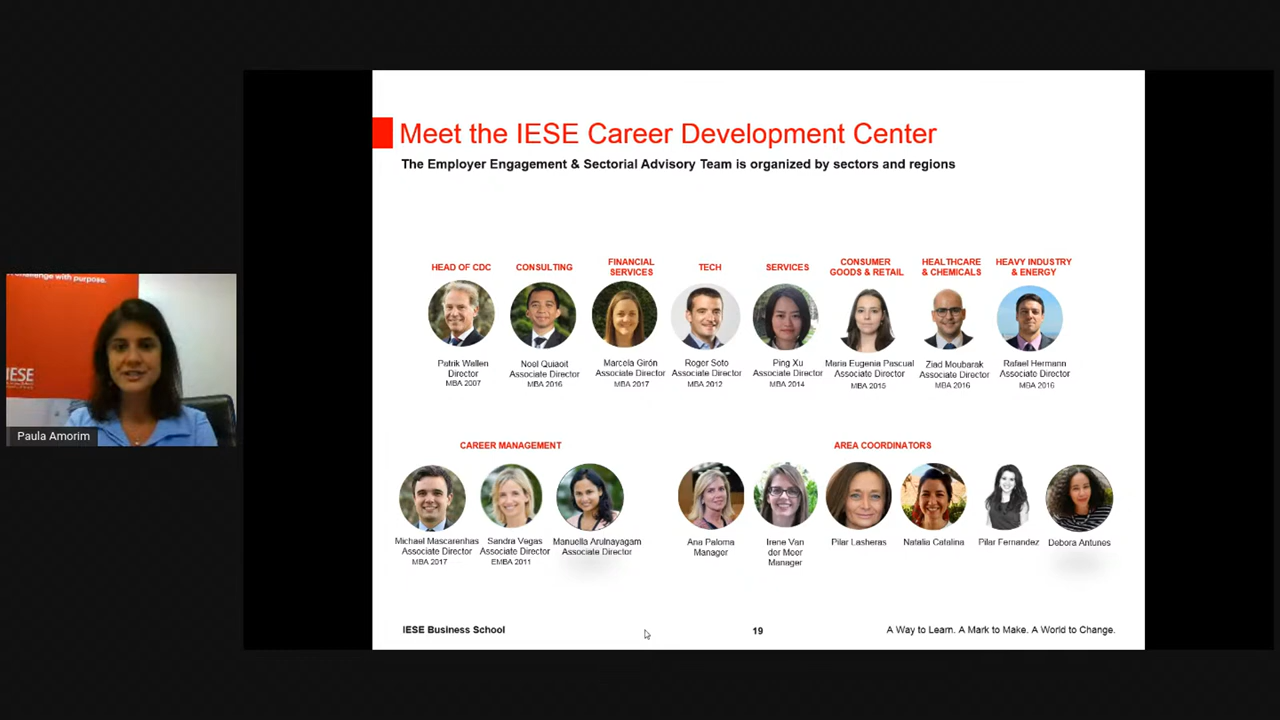 Meet the IESE Career Development Center
The Employer Engagement & Sectorial Advisory Team is organized by sectors and regions
HEAD OF CDC
CONSULTING
FINANCIAL
SERVICES
TECH
SERVICES
CONSUMER
GOODS & RETAIL
HEALTHCARE
& CHEMICALS
HEAVY INDUSTRY
& ENERGY
Patrik Wallen
Director
MBA 2007
Noel Quiaoit
Associate Director
MBA 2016
Marcela Girón
Associate Director
MBA 2017
Roger Soto
Associate Director
MBA 2012
Ping Xu
Associate Director
MBA 2014
Maria Eugenia Pascual
Associate Director
MBA 2015
Ziad Moubarak
Associate Director
MBA 2016
Rafael Hermann
Associate Director
MBA 2016
challenge with purpose.
IESE
Paula Amorim
CAREER MANAGEMENT
AREA COORDINATORS
Michael Mascarenhas
Associate Director
MBA 2017
Sandra Vegas
Associate Director
EMBA 2011
Manuella Arulnayagam
Associate Director
Ana Paloma
Manager
Irene Van
der Meer
Manager
Pilar Lasheras
Natalia Catalina
Pilar Fernandez
Debora Antunes
IESE Business School
19
A Way to Learn. A Mark to Make. A World to Change.